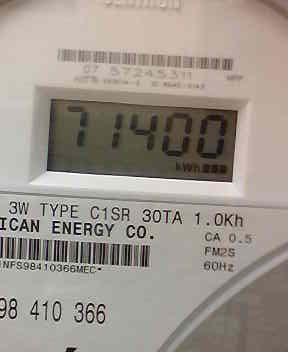 07 57245311
71400
kWh
3W TYPE C1SR 30TA 1.0Kh
ICAN ENERGY CO.
CA 0.5
FM2S
NFS98410366MEC
60Hz
98 410 366